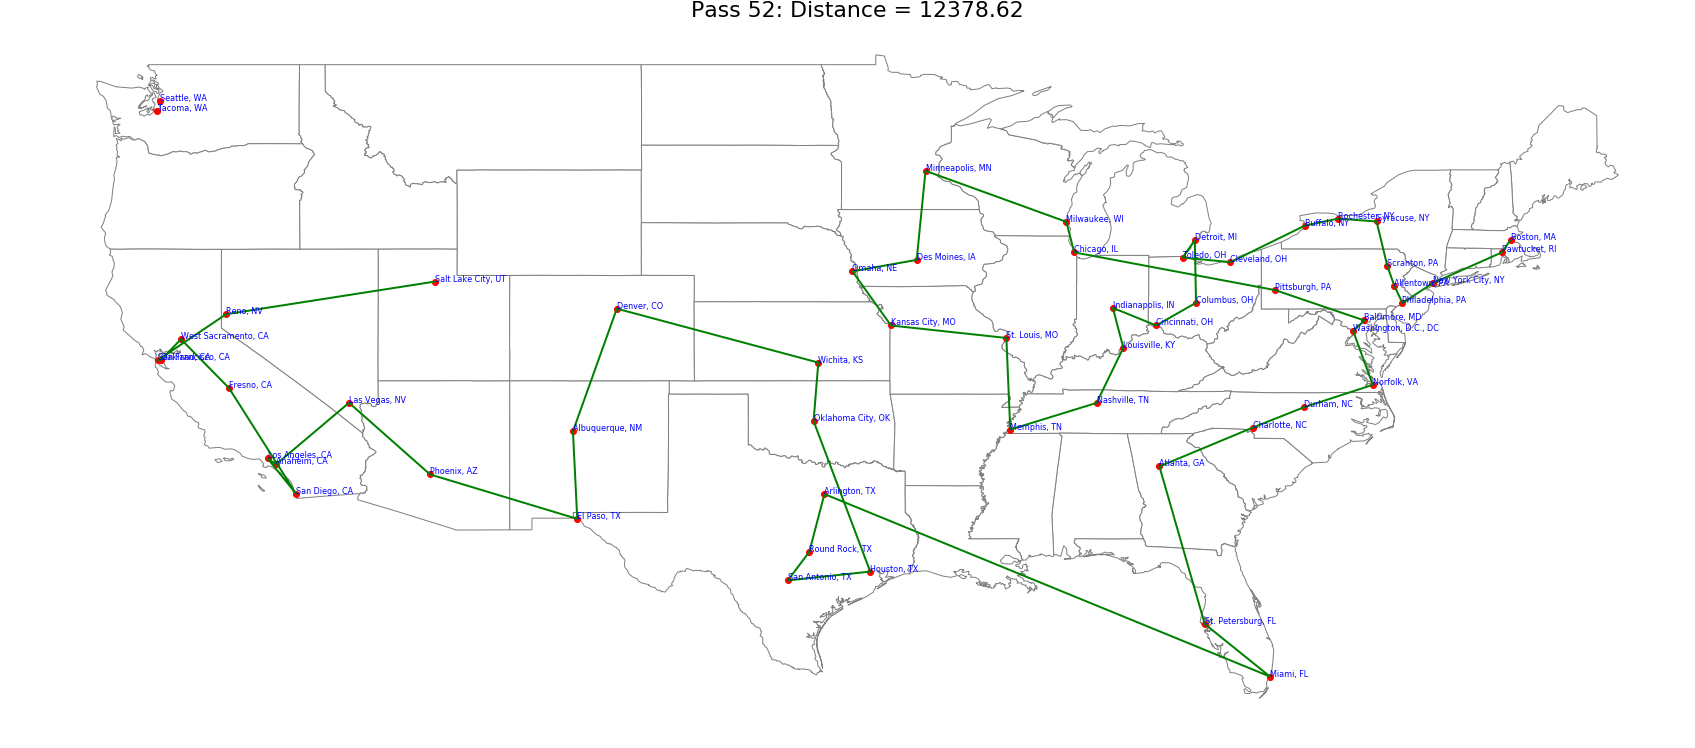 Pass 52: Distance = 12378.62
Seattle, WA
Tacoma, WA
Minneapolis, MN
Milwaukee, WI
Buffalo, NY
Rochester, NY
Syracuse, NY
Detroit, MI
Boston, MA
Chicago, IL
Toledo, OH
Cleveland, OH
Pawtucket, RI
Des Moines, IA
Omaha, NE
Scranton, PA
Salt Lake City, UT
Allentown, PA
New York City, NY
Pittsburgh, PA
Philadelphia, PA
Reno, NV
Denver, CO
Indianapolis, IN
Columbus, OH
Baltimore, MD
Kansas City, MO
Cincinnati, OH
Washington, D.C., DC
West Sacramento, CA
St. Louis, MO
Louisville, KY
Wichita, KS
Fresno, CA
Norfolk, VA
Las Vegas, NV
Nashville, TN
Durham, NC
Oklahoma City, OK
Albuquerque, NM
Memphis, TN
Charlotte, NC
Los Angeles, CA
Anaheim, CA
Atlanta, GA
Phoenix, AZ
San Diego, CA
Arlington, TX
El Paso, TX
Round Rock, TX
San Antonio, TX
Houston, TX
St. Petersburg, FL
Miami, FL